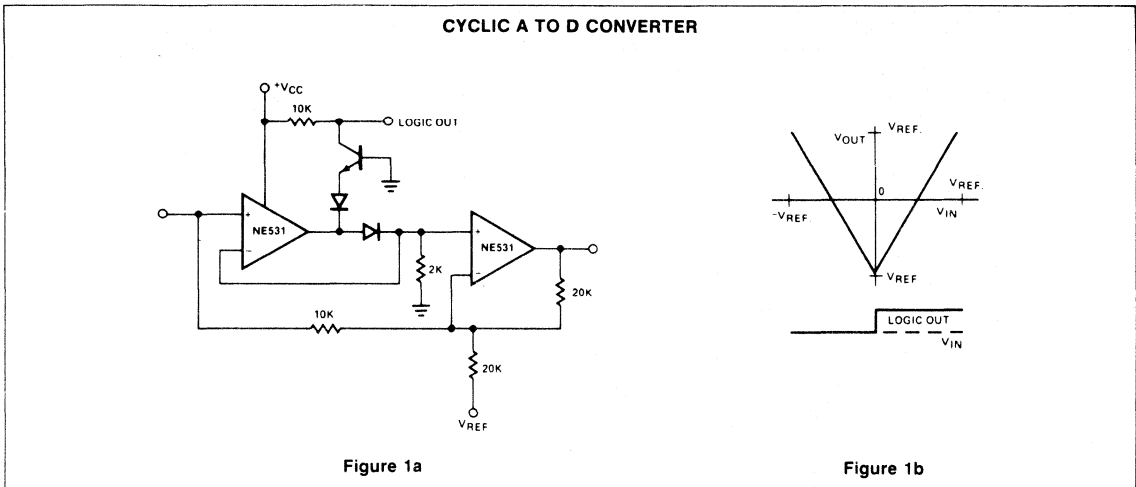 CYCLIC A TO D CONVERTER
+VCC
10K
LOGIC OUT
+
NE531
−
2K
+
NE531
−
20K
10K
20K
VREF
Figure 1a
VOUT
VREF.
0
VREF.
-VREF.
VIN
VREF
LOGIC OUT
VIN
Figure 1b